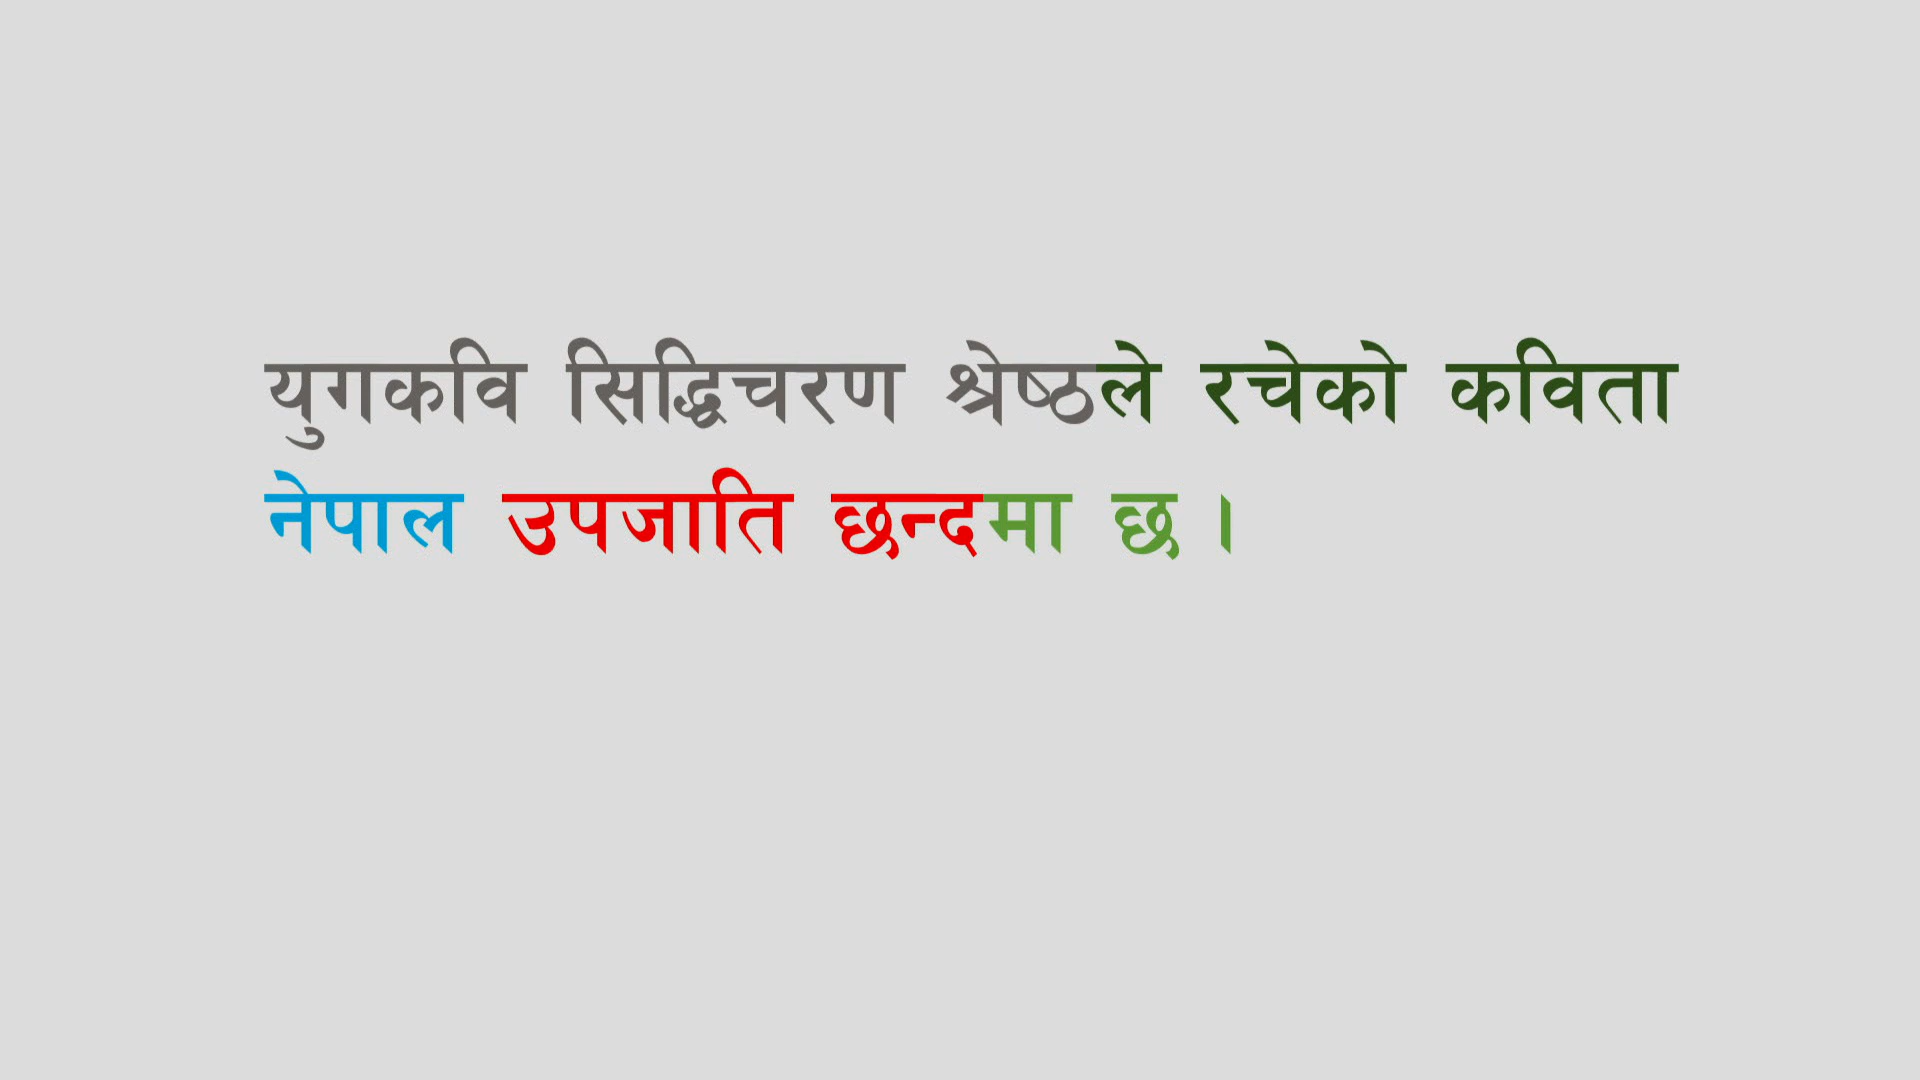 युगकवि सिद्धिचरण श्रेष्ठले रचेको कविता
नेपाल उपजाति छन्दमा छ ।